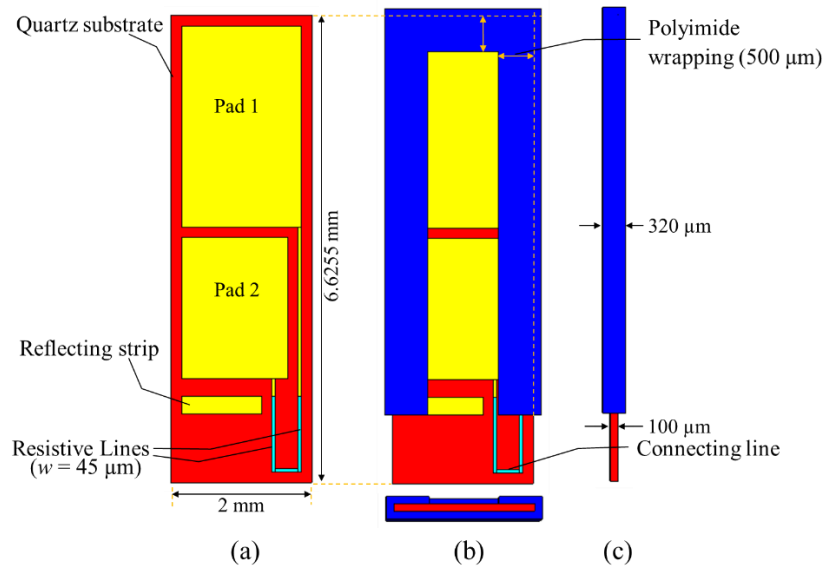 Quartz substrate
Pad 1
Pad 2
Reflecting strip
Resistive Lines
(w = 45 μm)
2 mm
6.6255 mm
Polyimide
wrapping (500 μm)
320 μm
100 μm
Connecting line
(a)
(b)
(c)